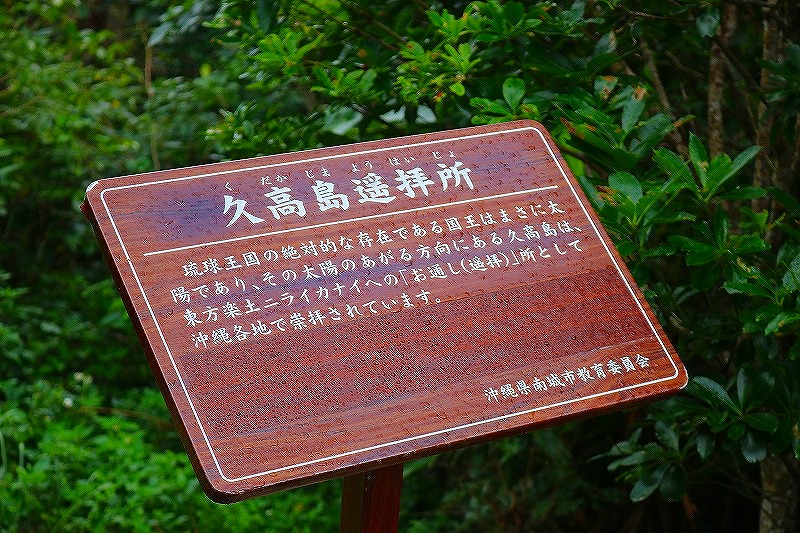 くだかじまようはいじょ
久高島遥拝所
琉球王国の絶対的な存在である国王はまさに太
陽であり、その太陽のあがる方向にある久高島は、
東方楽土ニライカナイへの「お通し(遥拝)」所として
沖縄各地で崇拝されています。
沖縄県南城市教育委員会